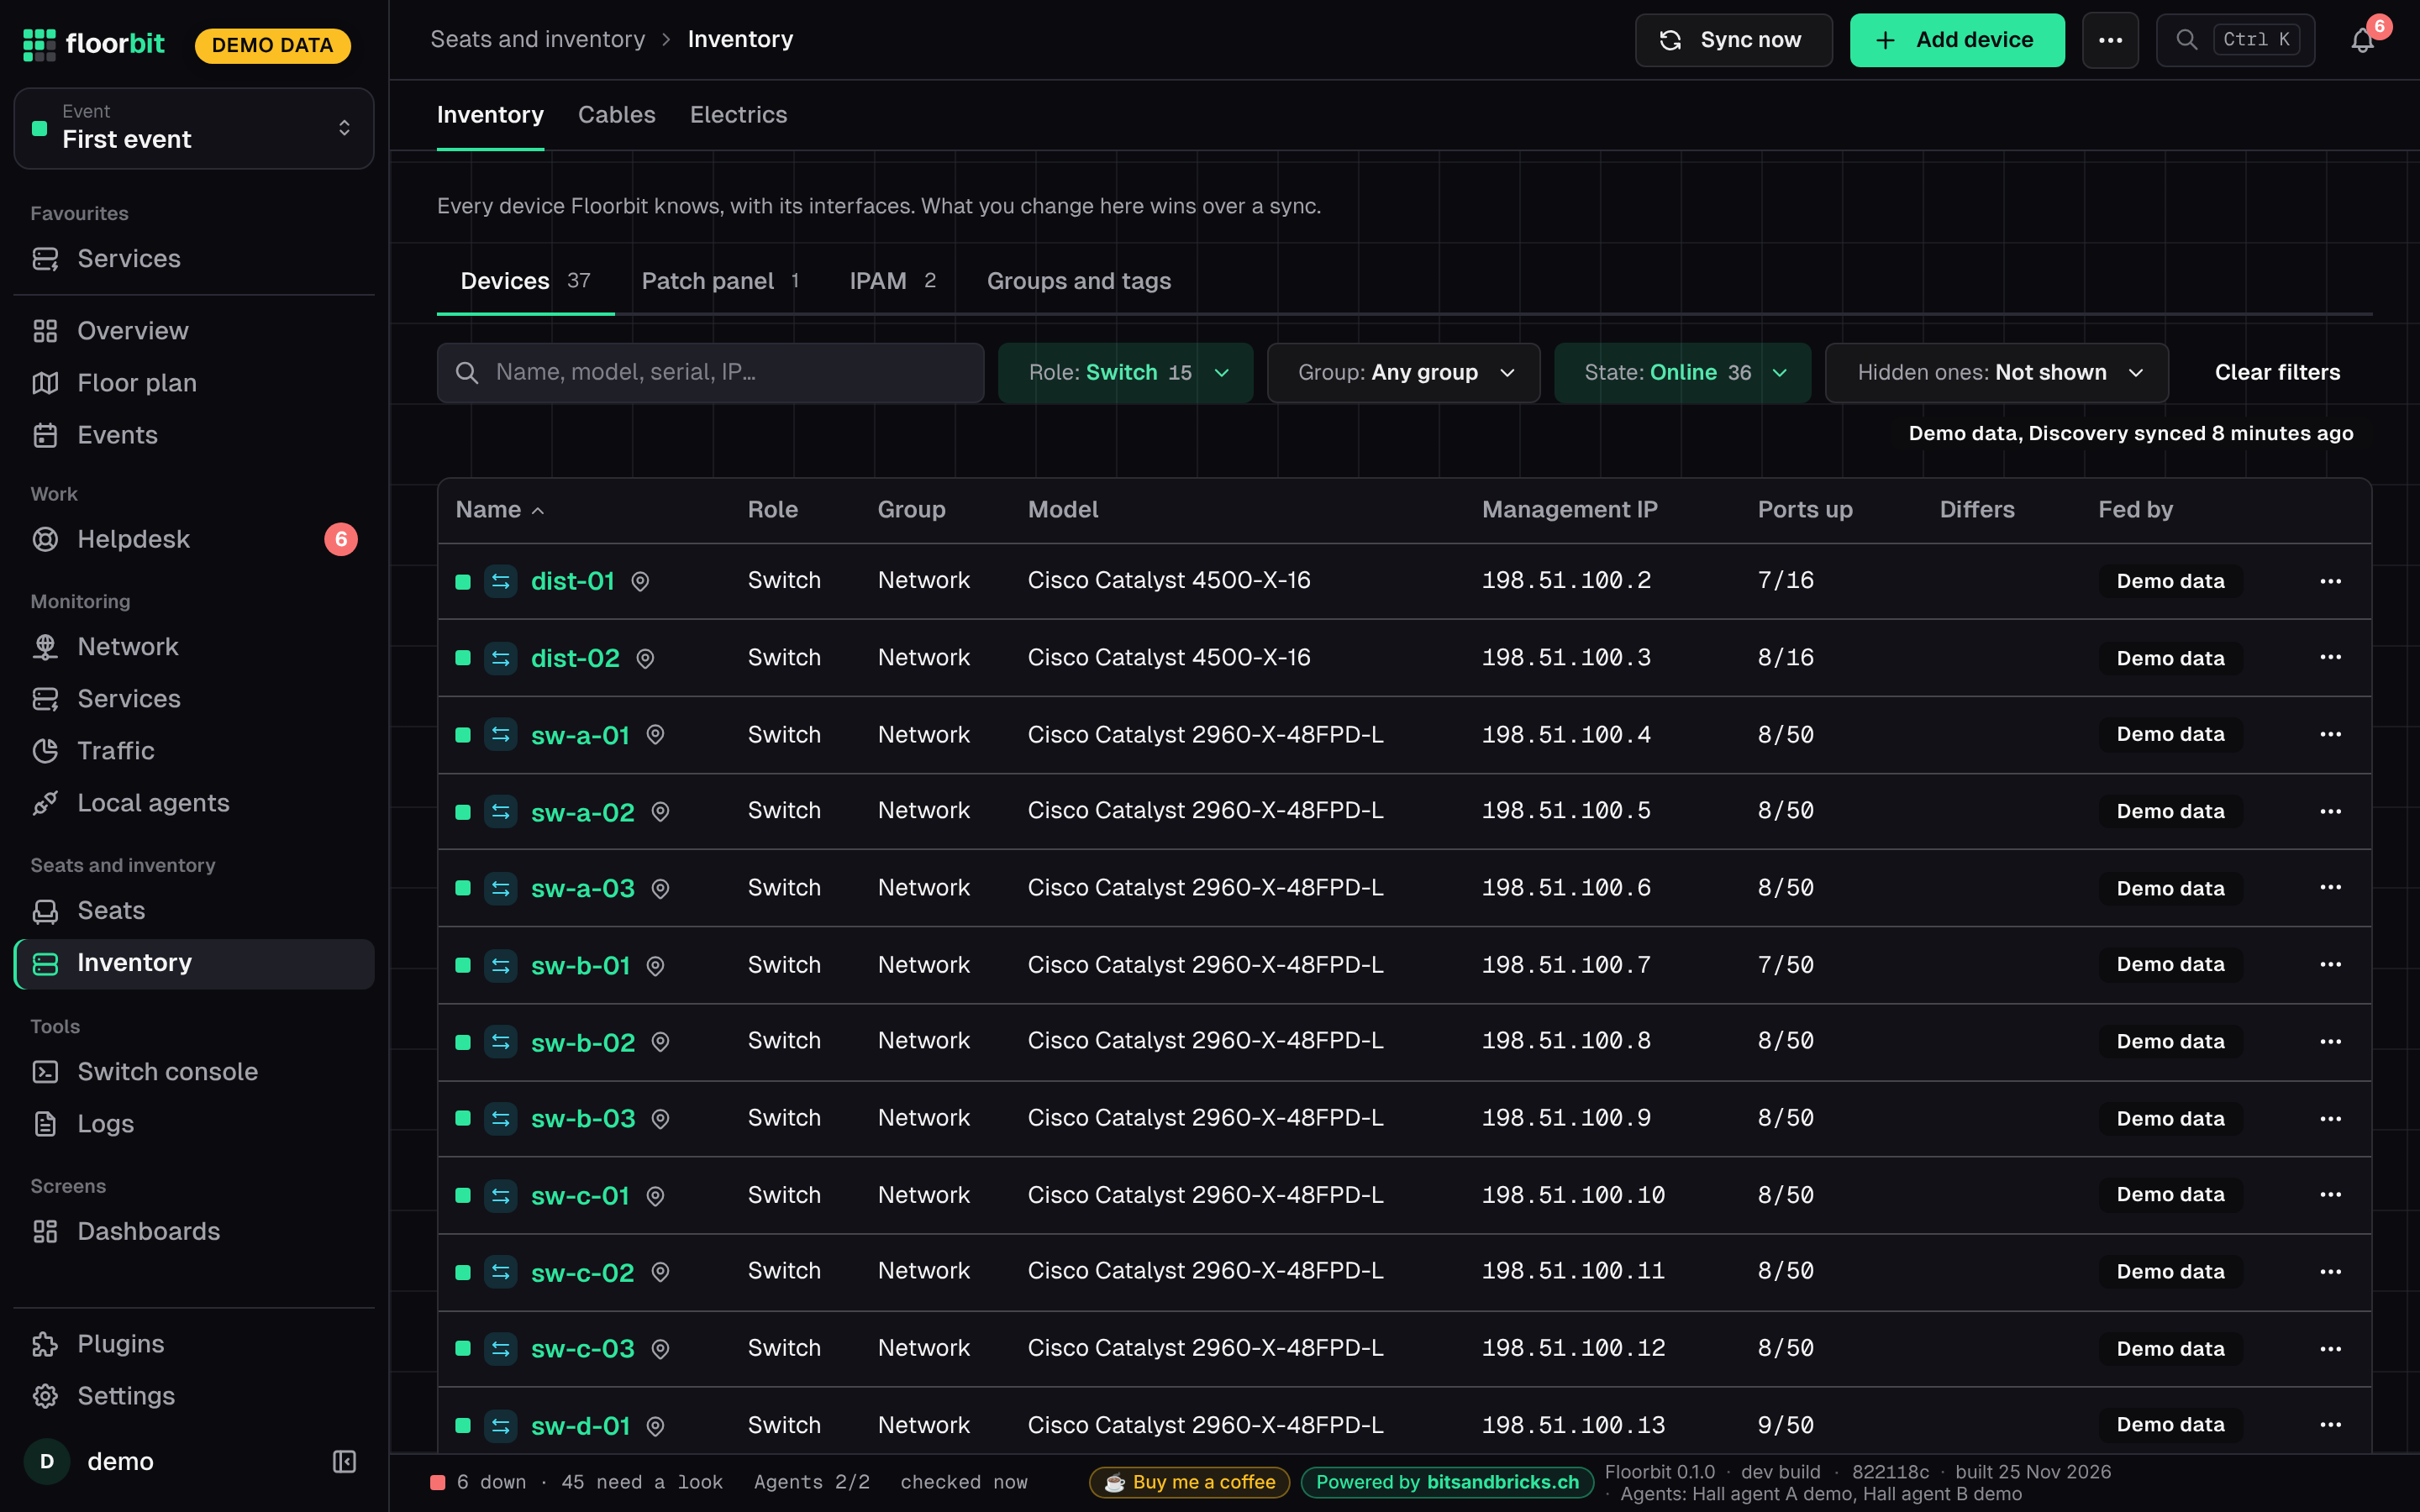 floorbit DEMO DATA
Event
First event
Favourites
Services
Overview
Floor plan
Events
Work
Helpdesk 6
Monitoring
Network
Services
Traffic
Local agents
Seats and inventory
Seats
Inventory
Tools
Switch console
Logs
Screens
Dashboards
Plugins
Settings
D demo
Seats and inventory > Inventory
Sync now + Add device Ctrl K 6
Inventory Cables Electrics
Every device Floorbit knows, with its interfaces. What you change here wins over a sync.
Devices 37 Patch panel 1 IPAM 2 Groups and tags
Name, model, serial, IP... Role: Switch 15 Group: Any group State: Online 36 Hidden ones: Not shown Clear filters
Demo data, Discovery synced 8 minutes ago
Name Role Group Model Management IP Ports up Differs Fed by
dist-01 Switch Network Cisco Catalyst 4500-X-16 198.51.100.2 7/16 Demo data
dist-02 Switch Network Cisco Catalyst 4500-X-16 198.51.100.3 8/16 Demo data
sw-a-01 Switch Network Cisco Catalyst 2960-X-48FPD-L 198.51.100.4 8/50 Demo data
sw-a-02 Switch Network Cisco Catalyst 2960-X-48FPD-L 198.51.100.5 8/50 Demo data
sw-a-03 Switch Network Cisco Catalyst 2960-X-48FPD-L 198.51.100.6 8/50 Demo data
sw-b-01 Switch Network Cisco Catalyst 2960-X-48FPD-L 198.51.100.7 7/50 Demo data
sw-b-02 Switch Network Cisco Catalyst 2960-X-48FPD-L 198.51.100.8 8/50 Demo data
sw-b-03 Switch Network Cisco Catalyst 2960-X-48FPD-L 198.51.100.9 8/50 Demo data
sw-c-01 Switch Network Cisco Catalyst 2960-X-48FPD-L 198.51.100.10 8/50 Demo data
sw-c-02 Switch Network Cisco Catalyst 2960-X-48FPD-L 198.51.100.11 8/50 Demo data
sw-c-03 Switch Network Cisco Catalyst 2960-X-48FPD-L 198.51.100.12 8/50 Demo data
sw-d-01 Switch Network Cisco Catalyst 2960-X-48FPD-L 198.51.100.13 9/50 Demo data
6 down · 45 need a look Agents 2/2 checked now ☕ Buy me a coffee Powered by bitsandbricks.ch
Floorbit 0.1.0 · dev build · 822118c · built 25 Nov 2026
· Agents: Hall agent A demo, Hall agent B demo